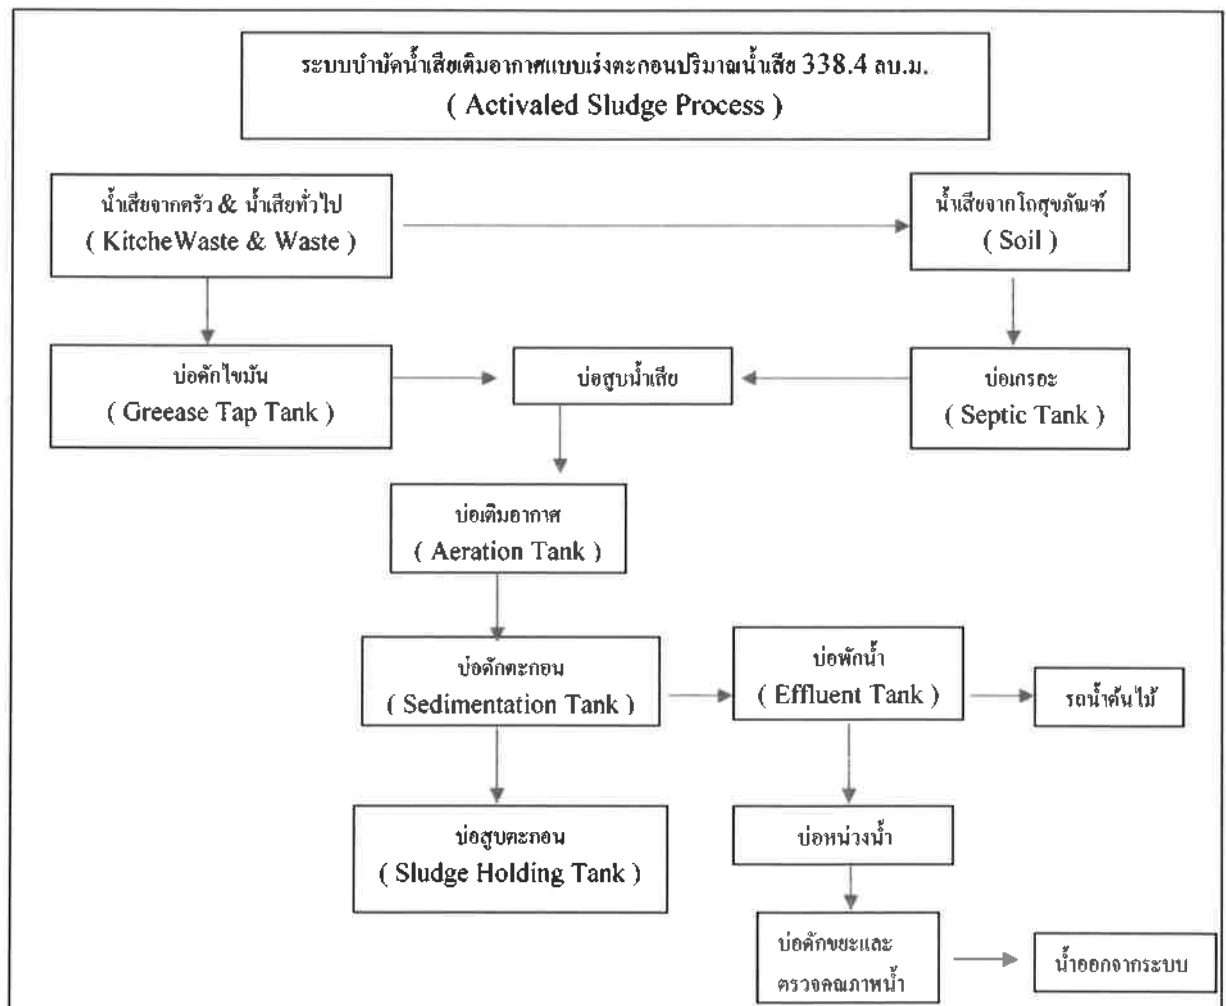 ระบบบำบัดน้ำเสียเติมอากาศแบบเร่งตะกอนปริมาณน้ำเสีย 338.4 ลบ.ม.
( Activaled Sludge Process )
น้ำเสียจากครัว & น้ำเสียทั่วไป
( KitcheWaste & Waste )
น้ำเสียจากโถสุขภัณฑ์
( Soil )
บ่อดักไขมัน
( Greease Tap Tank )
บ่อสูบน้ำเสีย
บ่อเกรอะ
( Septic Tank )
บ่อเติมอากาศ
( Aeration Tank )
บ่อดักตะกอน
( Sedimentation Tank )
บ่อพักน้ำ
( Effluent Tank )
รดน้ำต้นไม้
บ่อสูบตะกอน
( Sludge Holding Tank )
บ่อหน่วงน้ำ
บ่อดักขยะและ
ตรวจคุณภาพน้ำ
น้ำออกจากระบบ